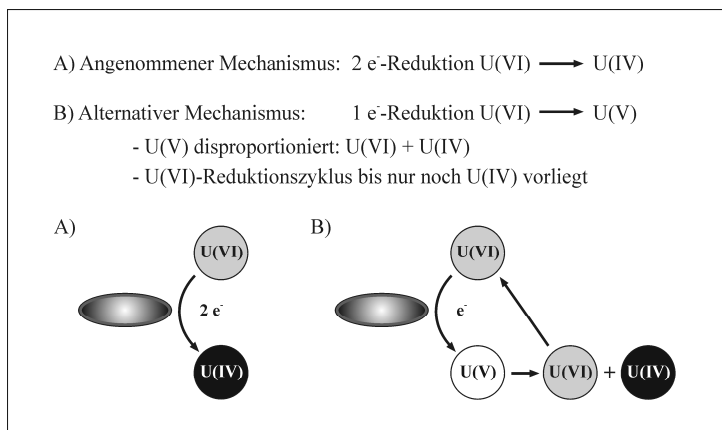 A) Angenommener Mechanismus: 2 e⁻-Reduktion U(VI) → U(IV)
B) Alternativer Mechanismus: 1 e⁻-Reduktion U(VI) → U(V)
- U(V) disproportioniert: U(VI) + U(IV)
- U(VI)-Reduktionszyklus bis nur noch U(IV) vorliegt
A)
U(VI)
2 e⁻
U(IV)
B)
U(VI)
e⁻
U(V) → U(VI) + U(IV)